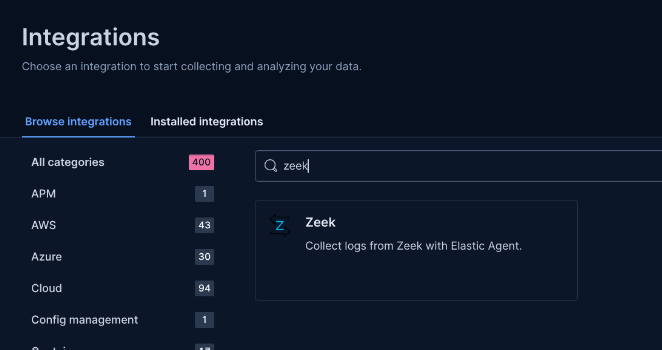 Integrations
Choose an integration to start collecting and analyzing your data.
Browse integrations Installed integrations
All categories 400
zeek
APM 1
Z Zeek
AWS 43
Collect logs from Zeek with Elastic Agent.
Azure 30
Cloud 94
Config management 1